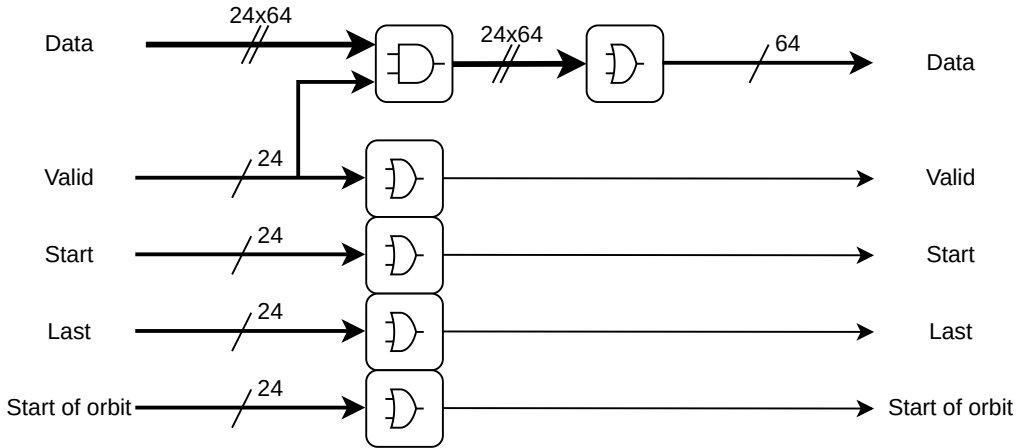 24x64
Data
24x64
64
Data
24
Valid
Valid
24
Start
Start
24
Last
Last
24
Start of orbit
Start of orbit